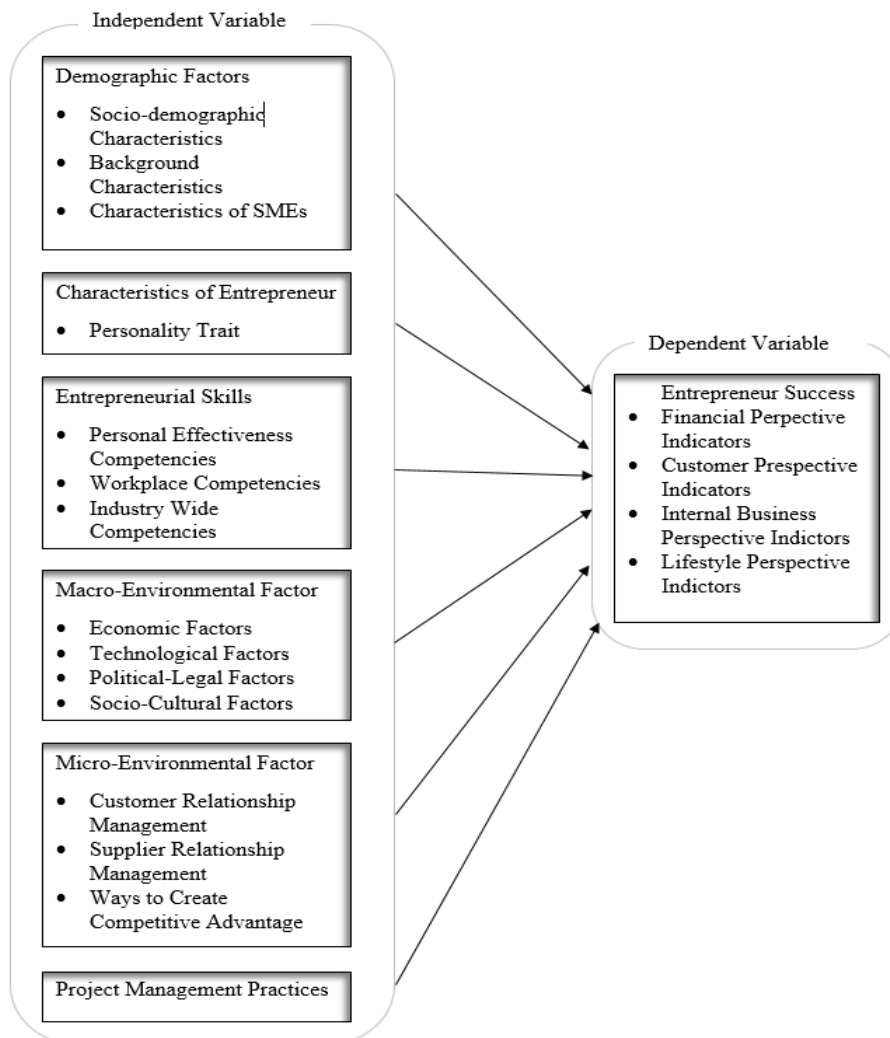 Independent Variable
Demographic Factors
• Socio-demographic
Characteristics
• Background
Characteristics
• Characteristics of SMEs
Characteristics of Entrepreneur
• Personality Trait
Entrepreneurial Skills
• Personal Effectiveness
Competencies
• Workplace Competencies
• Industry Wide
Competencies
Macro-Environmental Factor
• Economic Factors
• Technological Factors
• Political-Legal Factors
• Socio-Cultural Factors
Micro-Environmental Factor
• Customer Relationship
Management
• Supplier Relationship
Management
• Ways to Create
Competitive Advantage
Project Management Practices
Dependent Variable
Entrepreneur Success
• Financial Perpective
Indicators
• Customer Prespective
Indicators
• Internal Business
Perspective Indictors
• Lifestyle Perspective
Indictors